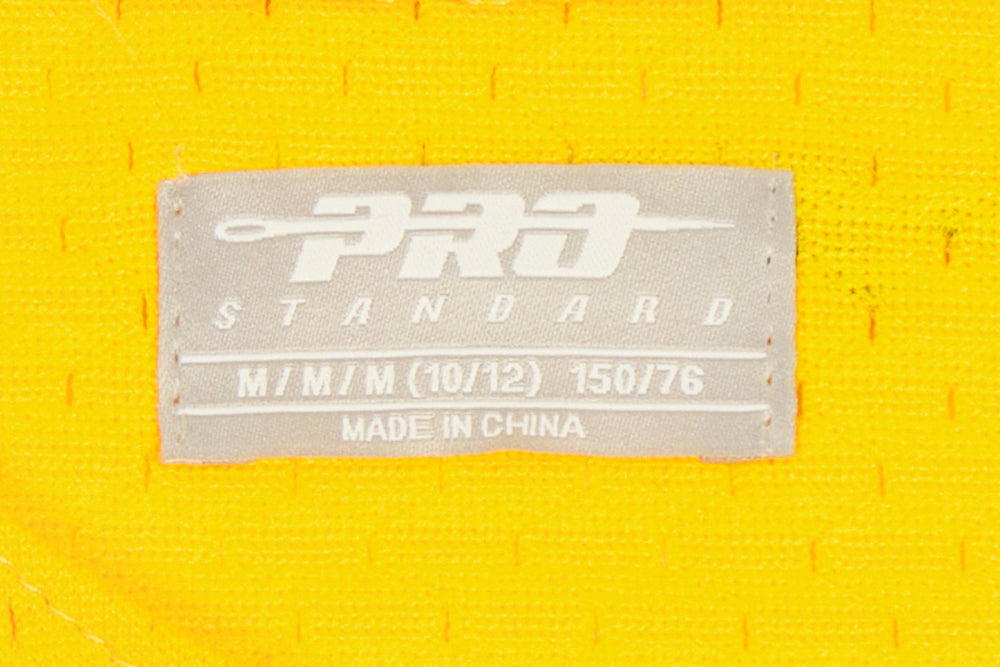 PRO
STANDARD
M/M/M (10/12) 150/76
MADE IN CHINA